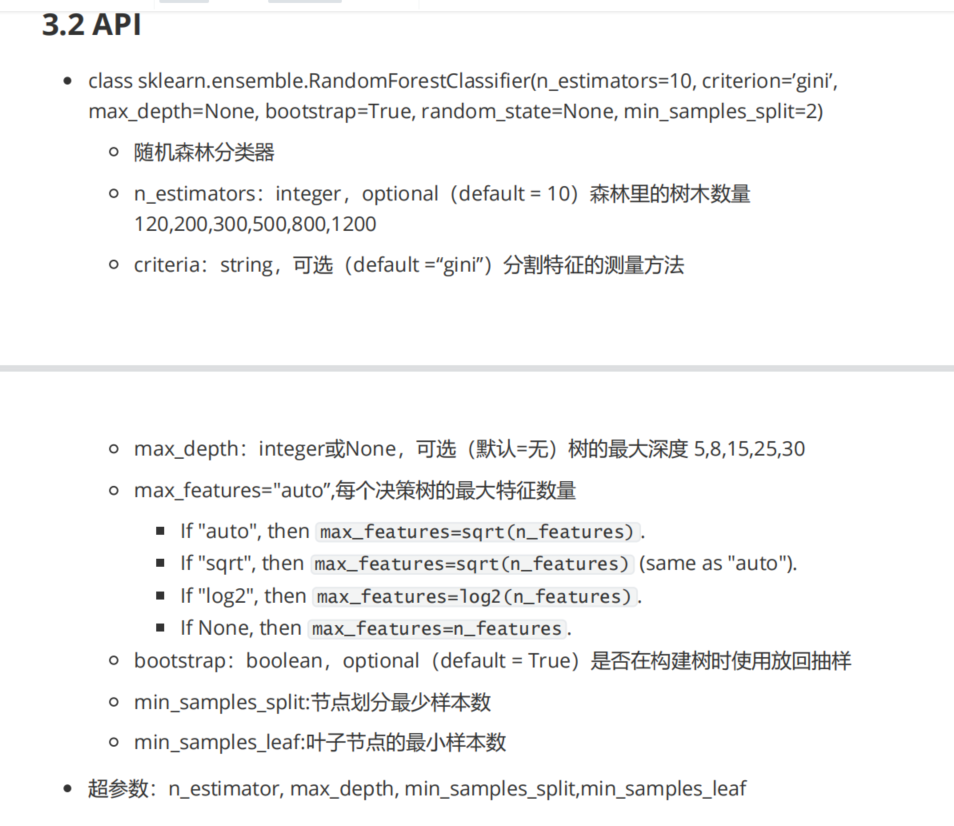 3.2 API
class sklearn.ensemble.RandomForestClassifier(n_estimators=10, criterion=’gini’,
max_depth=None, bootstrap=True, random_state=None, min_samples_split=2)
随机森林分类器
n_estimators：integer，optional（default = 10）森林里的树木数量
120,200,300,500,800,1200
criteria：string，可选（default =“gini”）分割特征的测量方法
max_depth：integer或None，可选（默认=无）树的最大深度 5,8,15,25,30
max_features="auto”,每个决策树的最大特征数量
If "auto", then max_features=sqrt(n_features).
If "sqrt", then max_features=sqrt(n_features) (same as "auto").
If "log2", then max_features=log2(n_features).
If None, then max_features=n_features.
bootstrap：boolean，optional（default = True）是否在构建树时使用放回抽样
min_samples_split:节点划分最少样本数
min_samples_leaf:叶子节点的最小样本数
超参数：n_estimator, max_depth, min_samples_split,min_samples_leaf